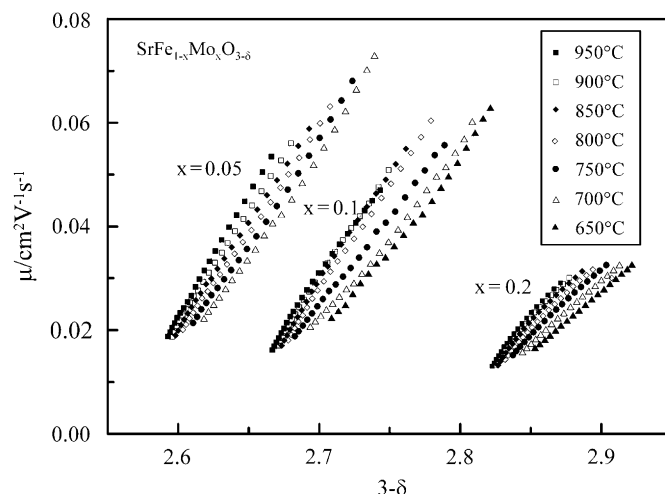 0.08
SrFe₁₋ₓMoₓO₃₋δ
950°C
900°C
850°C
800°C
750°C
700°C
650°C
0.06
x = 0.05
x = 0.1
0.04
x = 0.2
0.02
0.00
μ/cm²V⁻¹s⁻¹
2.6 2.7 2.8 2.9
3-δ